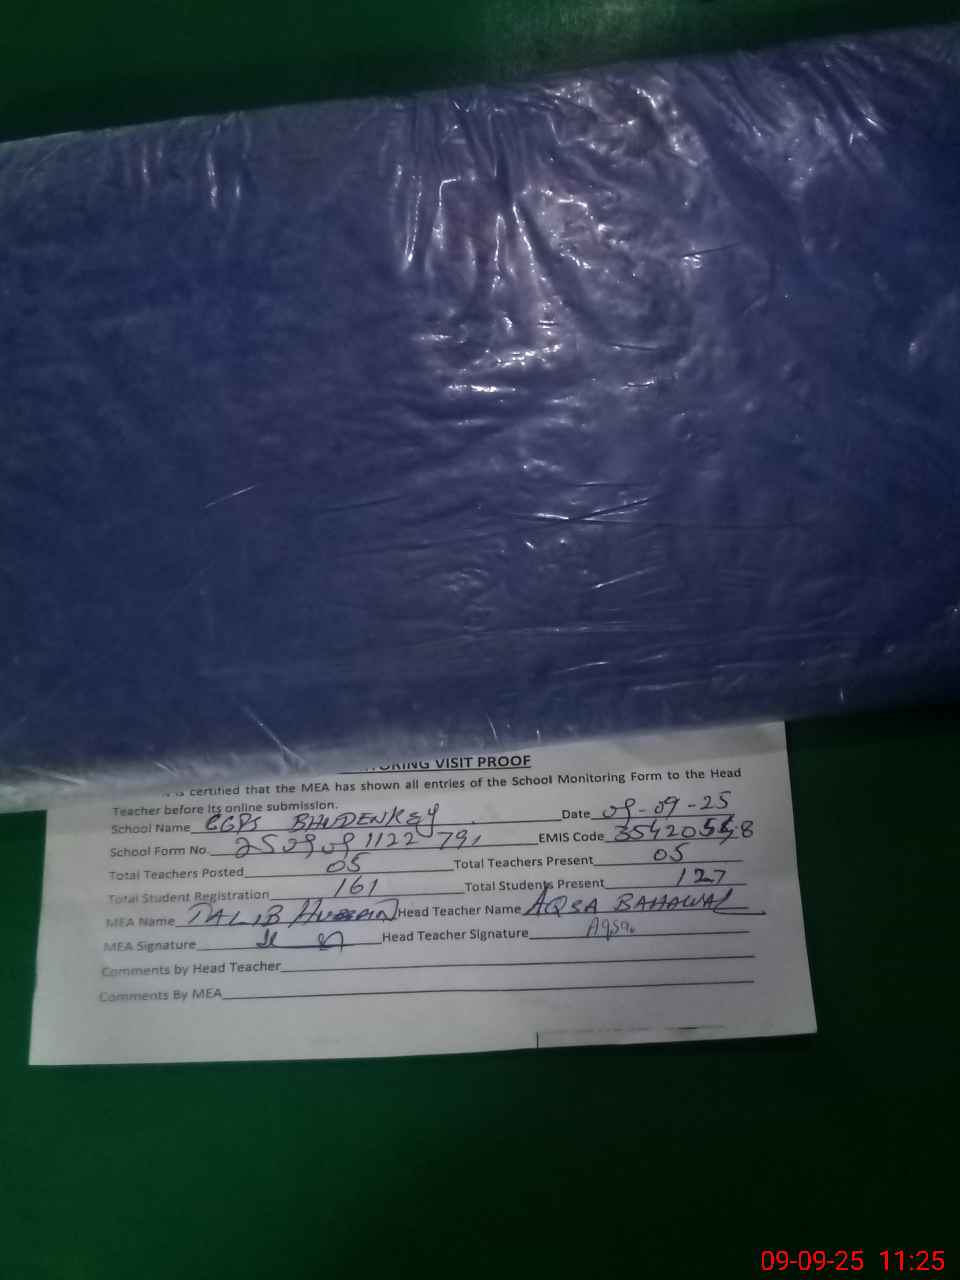 VISIT PROOF
is certified that the MEA has shown all entries of the School Monitoring Form to the Head
Teacher before its online submission.
School Name BHUDENKEY Date 09-09-25
School Form No. EMIS Code
Total Teachers Posted 05 Total Teachers Present 05
Total Student Registration 161 Total Students Present 127
MEA Name TALIB HUSSAIN Head Teacher Name AQSA BAHAWAL
MEA Signature Head Teacher Signature Aqsa
Comments by Head Teacher
Comments By MEA
09-09-25 11:25